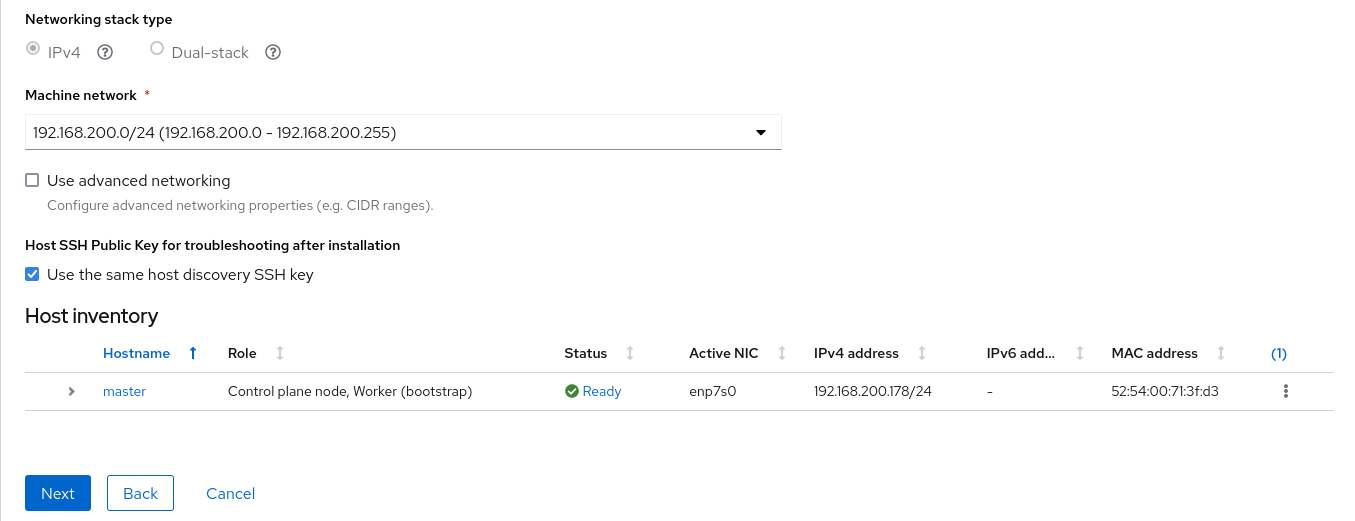 Networking stack type
IPv4 Dual-stack
Machine network *
192.168.200.0/24 (192.168.200.0 - 192.168.200.255)
Use advanced networking
Configure advanced networking properties (e.g. CIDR ranges).
Host SSH Public Key for troubleshooting after installation
Use the same host discovery SSH key
Host inventory
Hostname Role Status Active NIC IPv4 address IPv6 add... MAC address (1)
master Control plane node, Worker (bootstrap) Ready enp7s0 192.168.200.178/24 - 52:54:00:71:3f:d3
Next Back Cancel